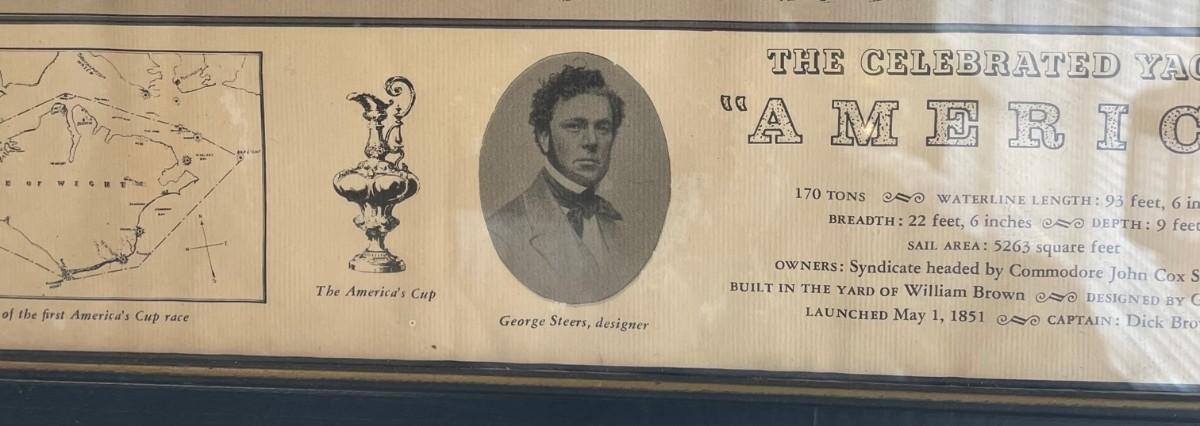 E OF WIGHT
of the first America's Cup race
The America's Cup
George Steers, designer
THE CELEBRATED YAC
"AMERIC
170 TONS WATERLINE LENGTH: 93 feet, 6 in
BREADTH: 22 feet, 6 inches DEPTH: 9 feet
SAIL AREA: 5263 square feet
OWNERS: Syndicate headed by Commodore John Cox S
BUILT IN THE YARD OF William Brown DESIGNED BY G
LAUNCHED May 1, 1851 CAPTAIN: Dick Bro